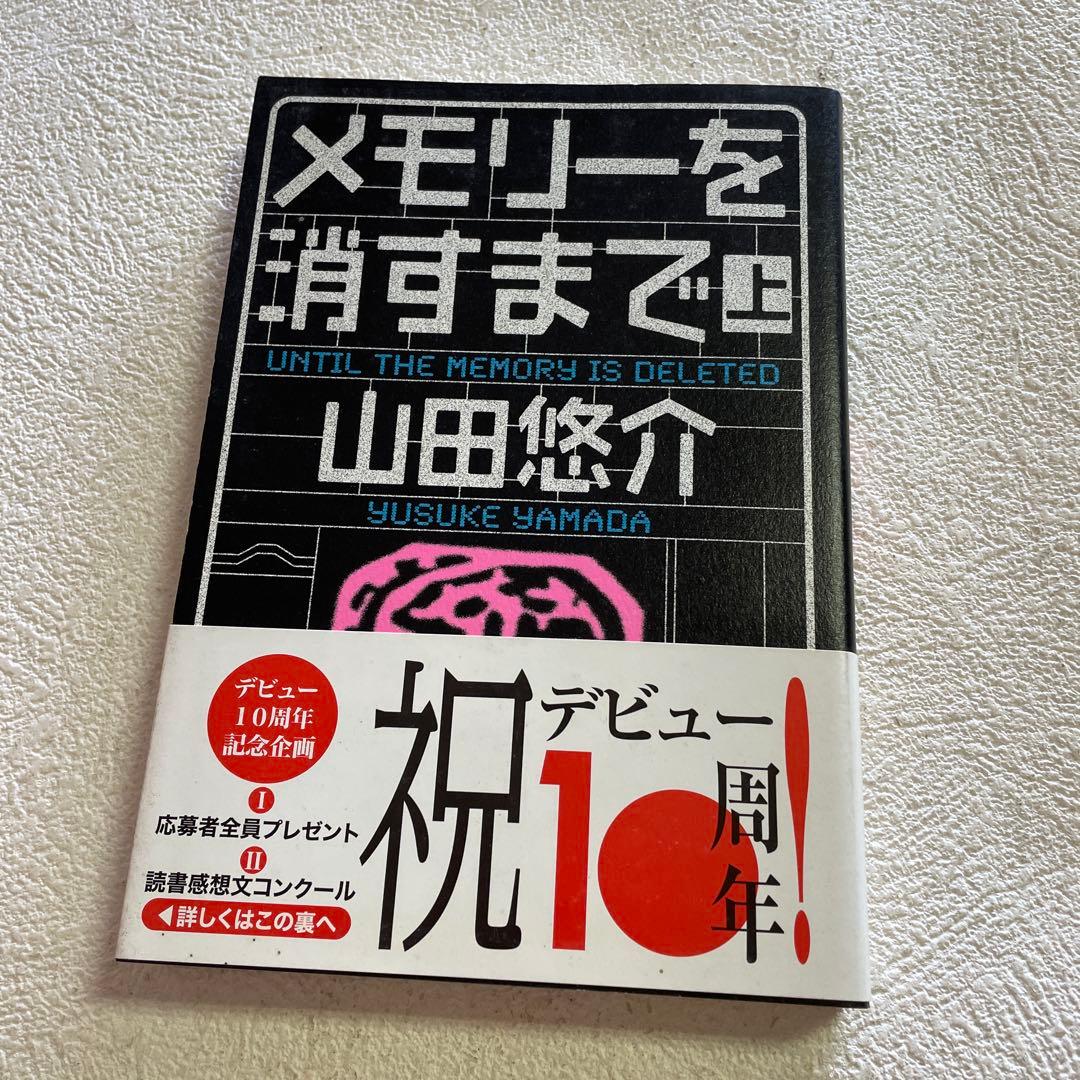 メモリーを
消すまで上
UNTIL THE MEMORY IS DELETED
山田悠介
YUSUKE YAMADA
デビュー
10周年
記念企画
I
応募者全員プレゼント
II
読書感想文コンクール
◀詳しくはこの裏へ
祝
デビュー
10
周年!